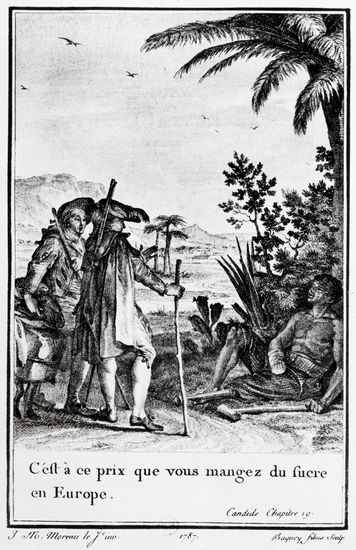 C'est à ce prix que vous mangez du sucre
en Europe.
Candide Chapitre 19.
J. M. Moreau le Jne inv. 1787. Baquoy filius Sculp